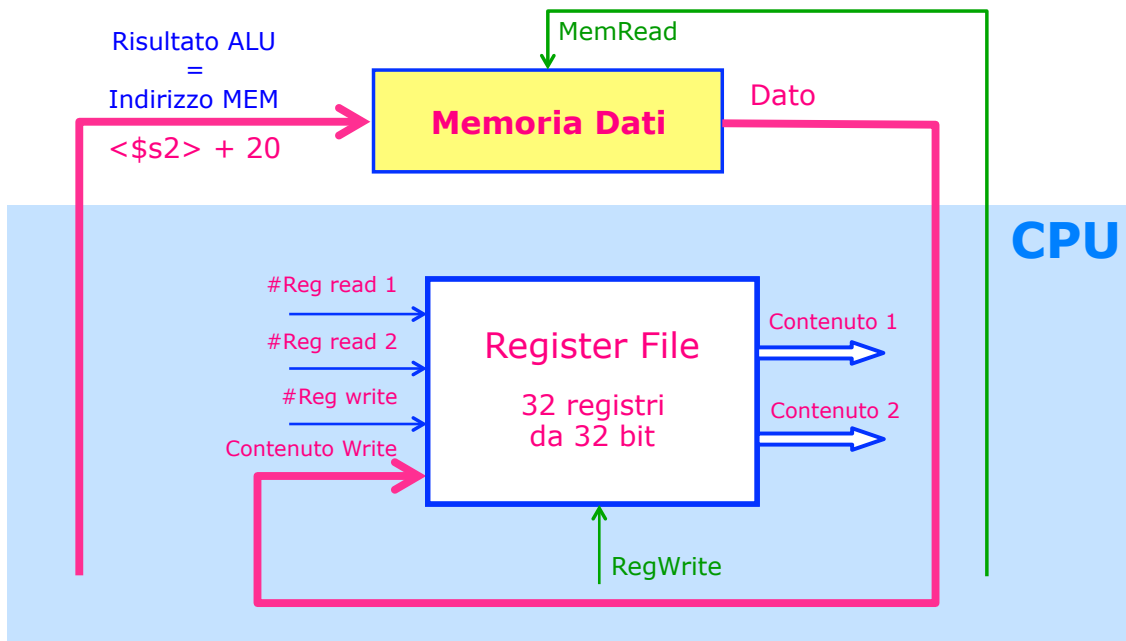 MemRead
Risultato ALU
=
Indirizzo MEM
<$s2> + 20
Memoria Dati
Dato
CPU
#Reg read 1
#Reg read 2
#Reg write
Contenuto Write
Register File
32 registri
da 32 bit
Contenuto 1
Contenuto 2
RegWrite